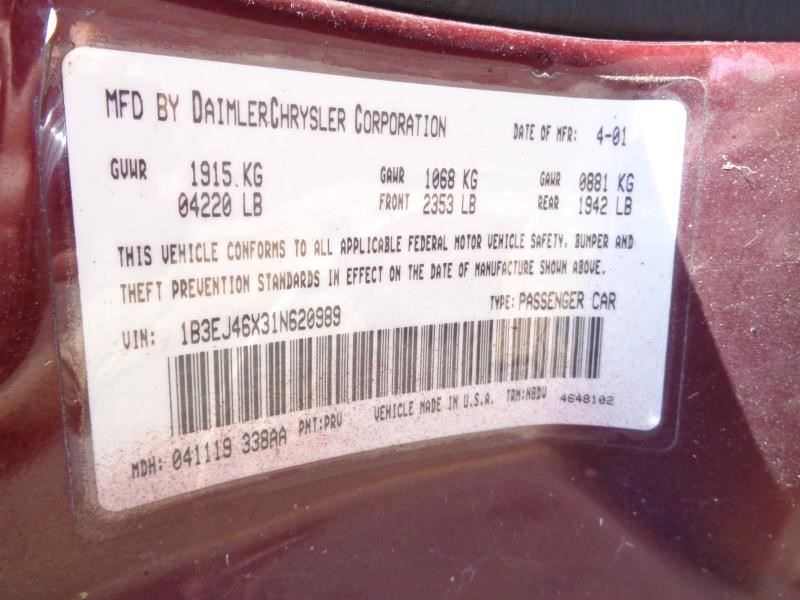 MFD BY DAIMLERCHRYSLER CORPORATION DATE OF MFR: 4-01
GVWR 1915 KG GAWR 1068 KG GAWR 0881 KG
04220 LB FRONT 2353 LB REAR 1942 LB
THIS VEHICLE CONFORMS TO ALL APPLICABLE FEDERAL MOTOR VEHICLE SAFETY, BUMPER AND
THEFT PREVENTION STANDARDS IN EFFECT ON THE DATE OF MANUFACTURE SHOWN ABOVE.
VIN: 1B3EJ46X31N620989 TYPE: PASSENGER CAR
MDH: 041119 338AA PNT:PRV VEHICLE MADE IN U.S.A. TRM:NBDV 4648102